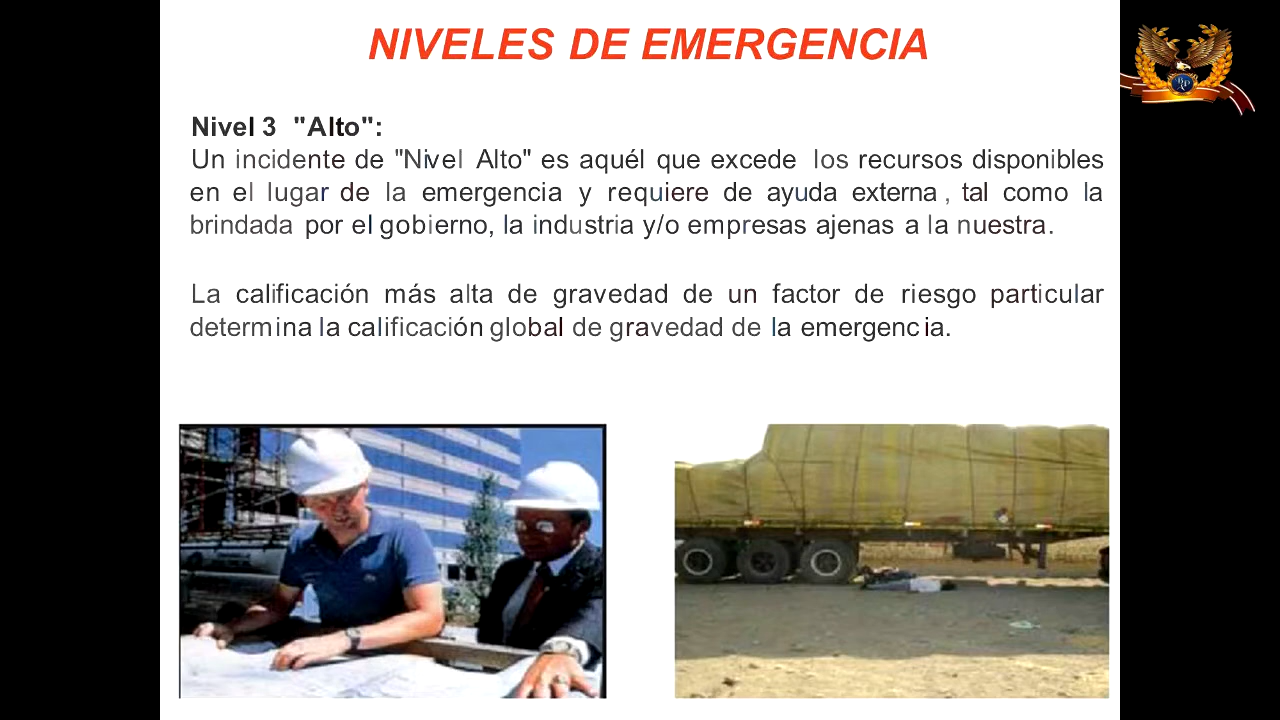 NIVELES DE EMERGENCIA
Nivel 3 "Alto":
Un incidente de "Nivel Alto" es aquél que excede los recursos disponibles
en el lugar de la emergencia y requiere de ayuda externa, tal como la
brindada por el gobierno, la industria y/o empresas ajenas a la nuestra.
La calificación más alta de gravedad de un factor de riesgo particular
determina la calificación global de gravedad de la emergencia.